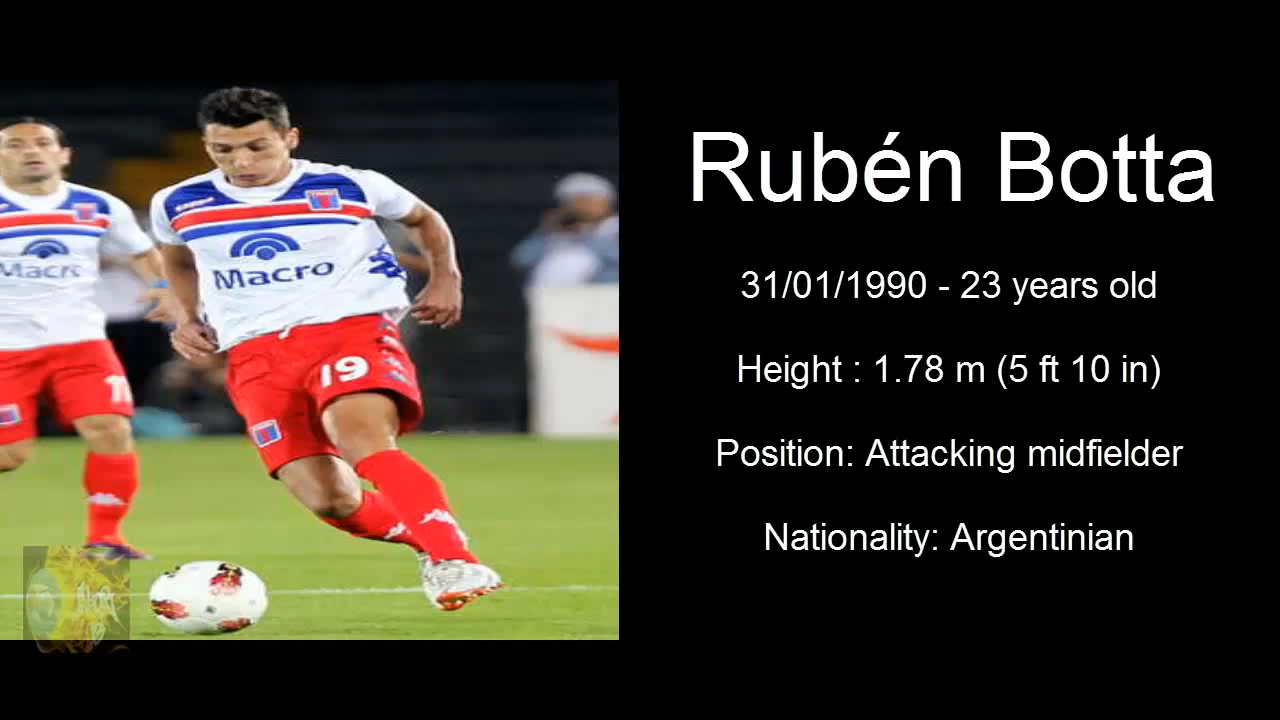 Rubén Botta
31/01/1990 - 23 years old
Height : 1.78 m (5 ft 10 in)
Position: Attacking midfielder
Nationality: Argentinian
Macro
19
Macro
11